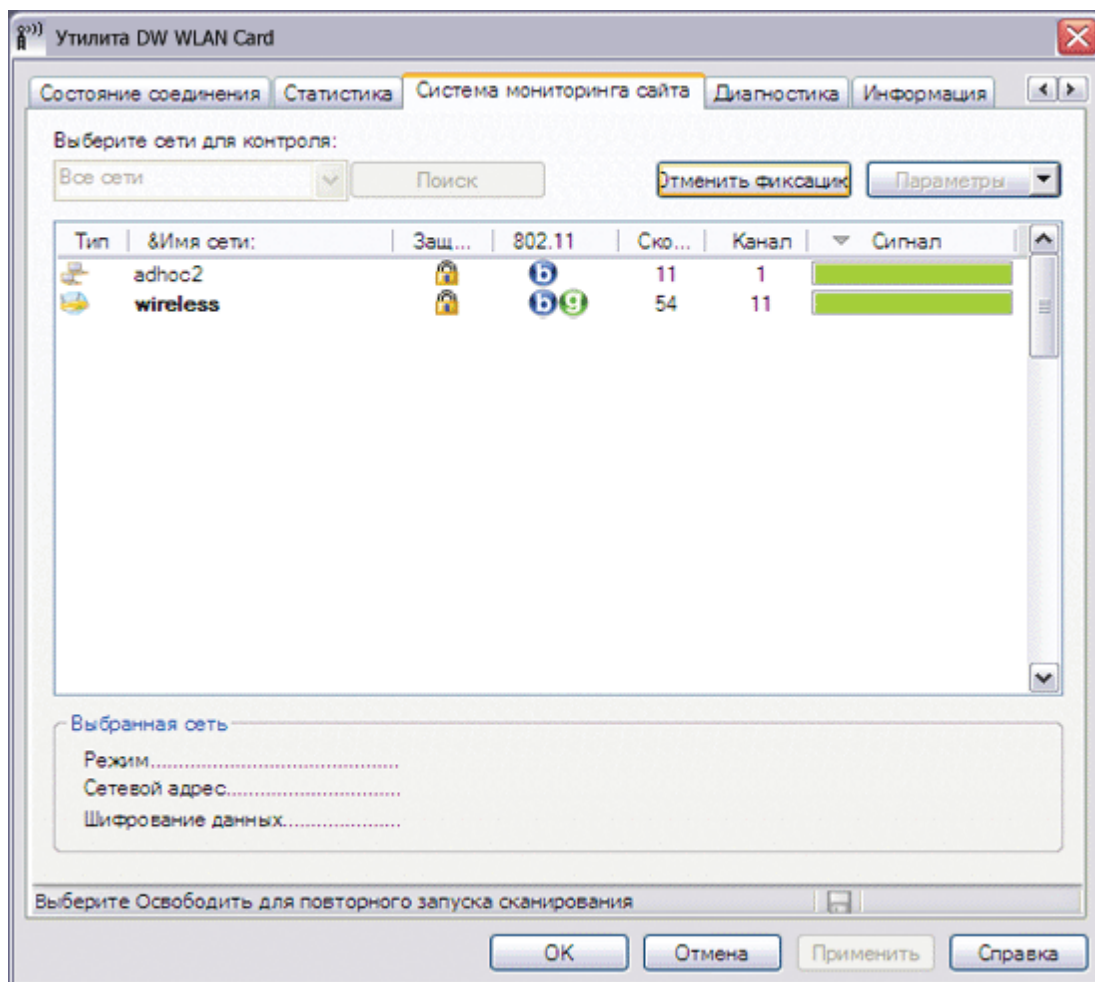 Утилита DW WLAN Card
Состояние соединения Статистика Система мониторинга сайта Диагностика Информация
Выберите сети для контроля:
Все сети Поиск Отменить фиксацию Параметры
Тип &Имя сети: Защ... 802.11 Ско... Канал Сигнал
adhoc2 b 11 1
wireless b g 54 11
Выбранная сеть
Режим............................................
Сетевой адрес...............................
Шифрование данных.....................
Выберите Освободить для повторного запуска сканирования
OK Отмена Применить Справка